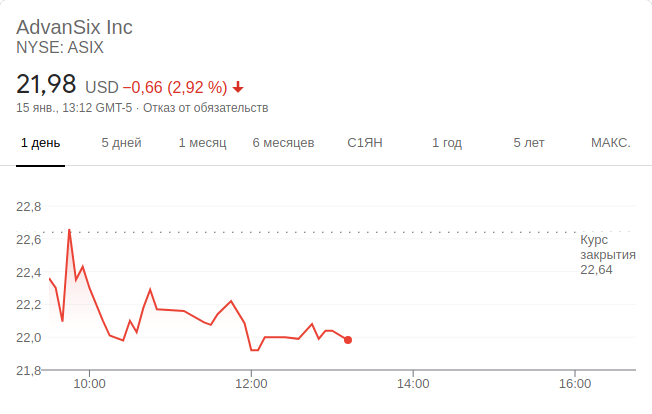 AdvanSix Inc
NYSE: ASIX
21,98 USD −0,66 (2,92 %)
15 янв., 13:12 GMT-5 · Отказ от обязательств
1 день 5 дней 1 месяц 6 месяцев С1ЯН 1 год 5 лет МАКС.
22,8
22,6
22,4
22,2
22,0
21,8
Курс
закрытия
22,64
10:00 12:00 14:00 16:00